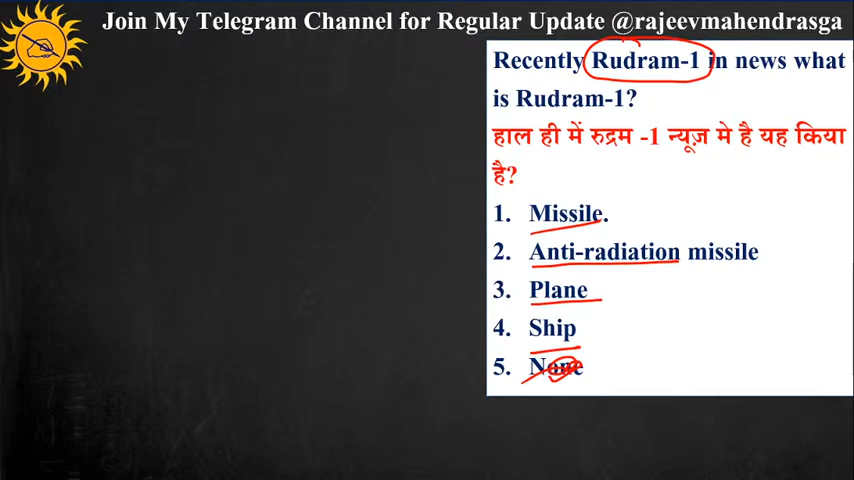 Join My Telegram Channel for Regular Update @rajeevmahendrasga
Recently Rudram-1 in news what
is Rudram-1?
हाल ही में रुद्रम -1 न्यूज़ मे है यह किया
है?
1. Missile.
2. Anti-radiation missile
3. Plane
4. Ship
5. None